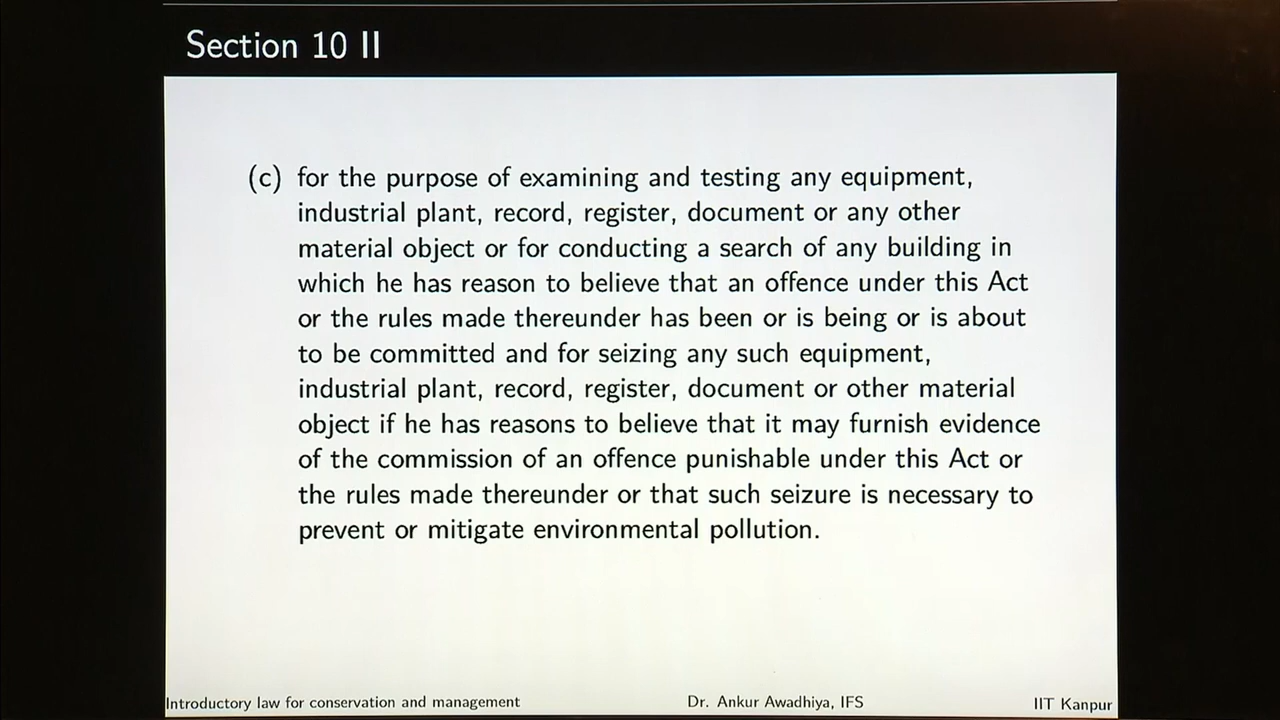 Section 10 II
(c) for the purpose of examining and testing any equipment,
industrial plant, record, register, document or any other
material object or for conducting a search of any building in
which he has reason to believe that an offence under this Act
or the rules made thereunder has been or is being or is about
to be committed and for seizing any such equipment,
industrial plant, record, register, document or other material
object if he has reasons to believe that it may furnish evidence
of the commission of an offence punishable under this Act or
the rules made thereunder or that such seizure is necessary to
prevent or mitigate environmental pollution.
Introductory law for conservation and management Dr. Ankur Awadhiya, IFS IIT Kanpur